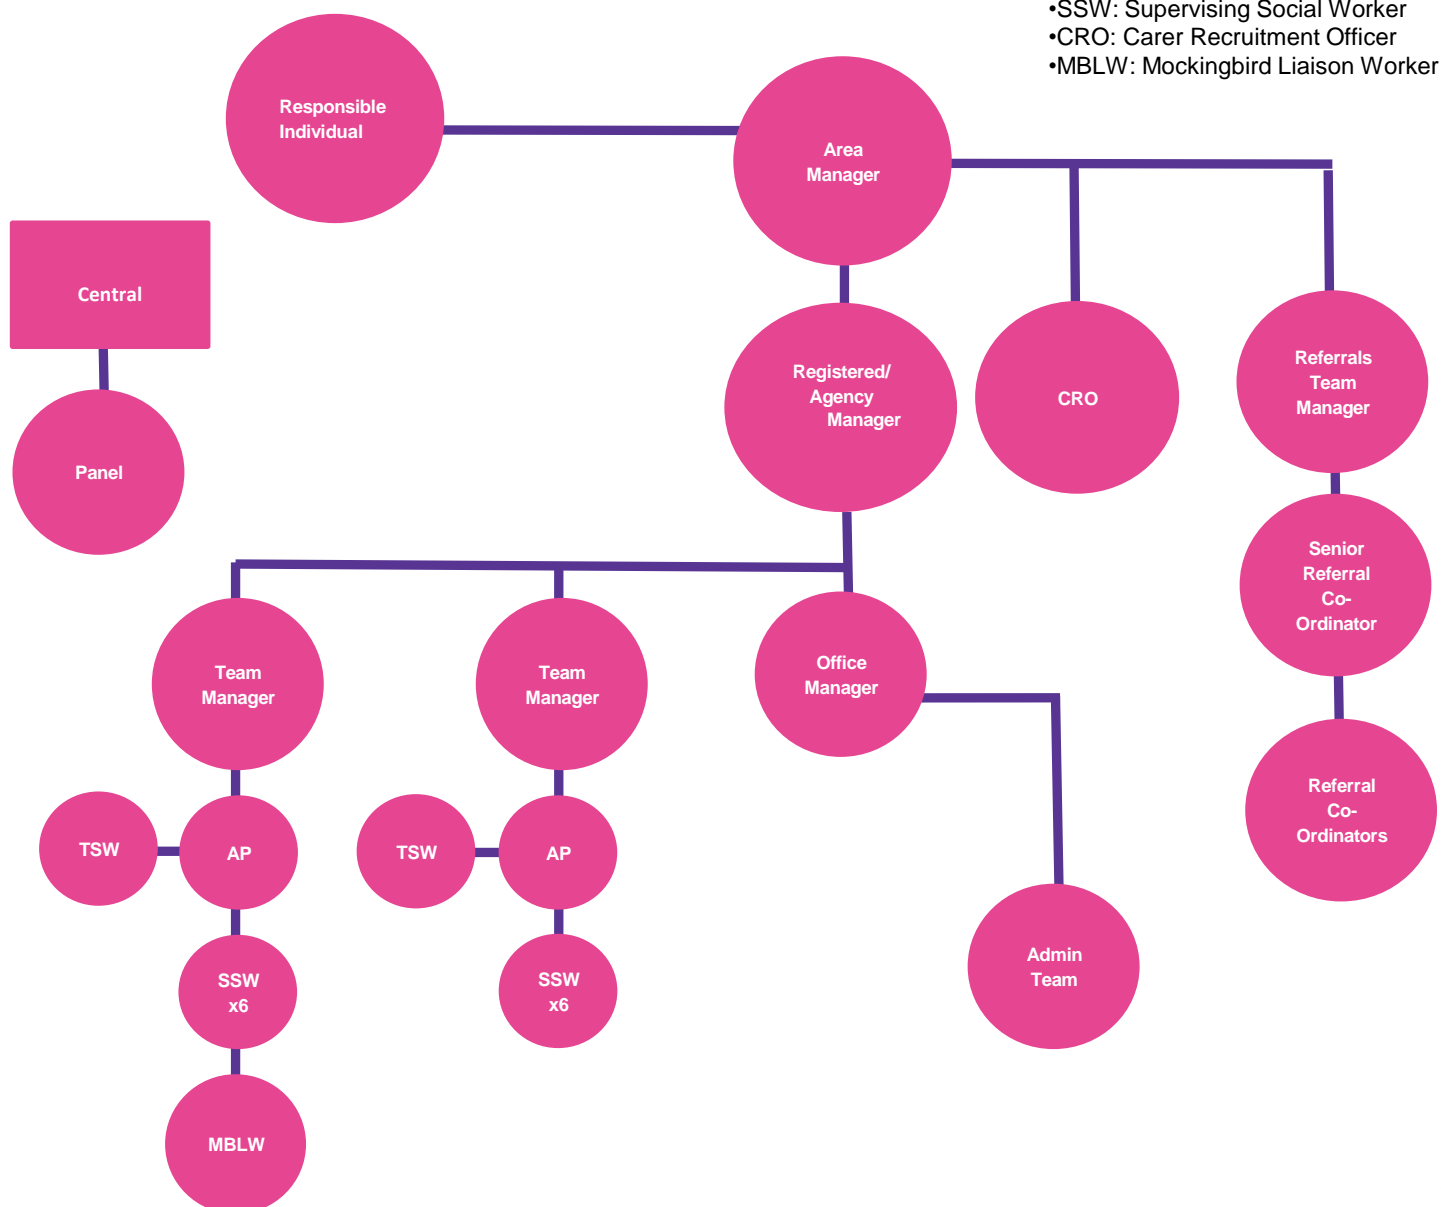 •SSW: Supervising Social Worker
•CRO: Carer Recruitment Officer
•MBLW: Mockingbird Liaison Worker
Responsible
Individual
Area
Manager
Central
Panel
Registered/
Agency
Manager
CRO
Referrals
Team
Manager
Senior
Referral
Co-
Ordinator
Referral
Co-
Ordinators
Team
Manager
Team
Manager
Office
Manager
TSW
AP
TSW
AP
SSW
x6
SSW
x6
Admin
Team
MBLW